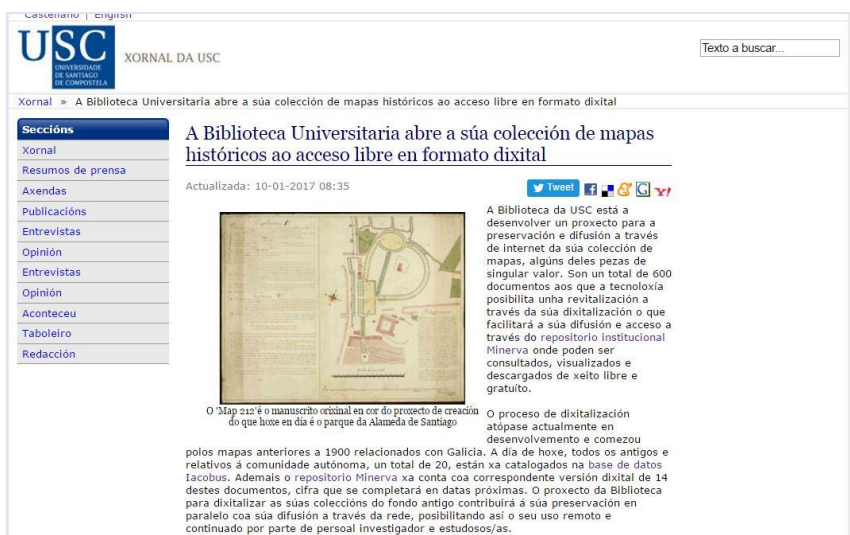 Castellano | English
USC
UNIVERSIDADE
DE SANTIAGO
DE COMPOSTELA
XORNAL DA USC
Texto a buscar...
Xornal » A Biblioteca Universitaria abre a súa colección de mapas históricos ao acceso libre en formato dixital
Seccións
Xornal
Resumos de prensa
Axendas
Publicacións
Entrevistas
Opinión
Entrevistas
Opinión
Aconteceu
Taboleiro
Redacción
A Biblioteca Universitaria abre a súa colección de mapas
históricos ao acceso libre en formato dixital
Actualizada: 10-01-2017 08:35
Tweet
A Biblioteca da USC está a
desenvolver un proxecto para a
preservación e difusión a través
de internet da súa colección de
mapas, algúns deles pezas de
singular valor. Son un total de 600
documentos aos que a tecnoloxía
posibilita unha revitalización a
través da súa dixitalización o que
facilitará a súa difusión e acceso a
través do repositorio institucional
Minerva onde poden ser
consultados, visualizados e
descargados de xeito libre e
gratuíto.
O 'Map 212'é o manuscrito orixinal en cor do proxecto de creación
do que hoxe en día é o parque da Alameda de Santiago
O proceso de dixitalización
atópase actualmente en
desenvolvemento e comezou
polos mapas anteriores a 1900 relacionados con Galicia. A día de hoxe, todos os antigos e
relativos á comunidade autónoma, un total de 20, están xa catalogados na base de datos
Iacobus. Ademais o repositorio Minerva xa conta coa correspondente versión dixital de 14
destes documentos, cifra que se completará en datas próximas. O proxecto da Biblioteca
para dixitalizar as súas coleccións do fondo antigo contribuirá á súa preservación en
paralelo coa súa difusión a través da rede, posibilitando así o seu uso remoto e
continuado por parte de persoal investigador e estudosos/as.